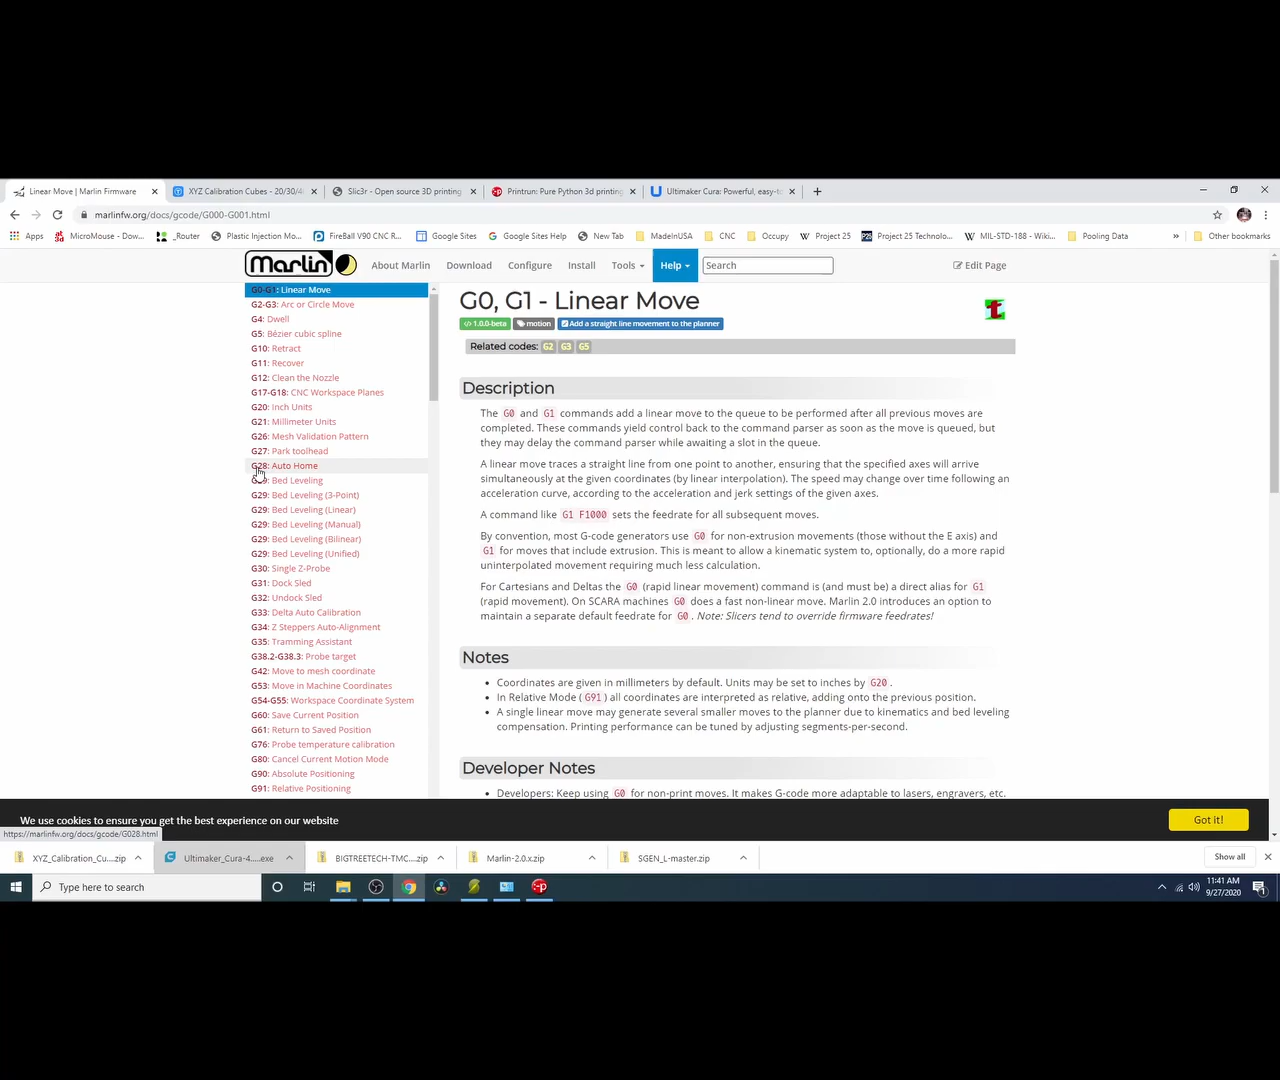 Linear Move | Marlin Firmware
XYZ Calibration Cubes - 20/30/4
Slic3r - Open source 3D printing
Printrun: Pure Python 3d printing
Ultimaker Cura: Powerful, easy-t
marlinfw.org/docs/gcode/G000-G001.html
Apps
MicroMouse - Dow...
_Router
Plastic Injection Mo...
FireBall V90 CNC R...
Google Sites
Google Sites Help
New Tab
MadeInUSA
CNC
Occupy
Project 25
Project 25 Technolo...
MIL-STD-188 - Wiki...
Pooling Data
»
Other bookmarks
Marlin
About Marlin
Download
Configure
Install
Tools
Help
Search
Edit Page
G0-G1: Linear Move
G2-G3: Arc or Circle Move
G4: Dwell
G5: Bézier cubic spline
G10: Retract
G11: Recover
G12: Clean the Nozzle
G17-G18: CNC Workspace Planes
G20: Inch Units
G21: Millimeter Units
G26: Mesh Validation Pattern
G27: Park toolhead
G28: Auto Home
Bed Leveling
G29: Bed Leveling (3-Point)
G29: Bed Leveling (Linear)
G29: Bed Leveling (Manual)
G29: Bed Leveling (Bilinear)
G29: Bed Leveling (Unified)
G30: Single Z-Probe
G31: Dock Sled
G32: Undock Sled
G33: Delta Auto Calibration
G34: Z Steppers Auto-Alignment
G35: Tramming Assistant
G38.2-G38.3: Probe target
G42: Move to mesh coordinate
G53: Move in Machine Coordinates
G54-G55: Workspace Coordinate System
G60: Save Current Position
G61: Return to Saved Position
G76: Probe temperature calibration
G80: Cancel Current Motion Mode
G90: Absolute Positioning
G91: Relative Positioning
G0, G1 - Linear Move
t
</> 1.0.0-beta
motion
Add a straight line movement to the planner
Related codes: G2 G3 G5
Description
The G0 and G1 commands add a linear move to the queue to be performed after all previous moves are
completed. These commands yield control back to the command parser as soon as the move is queued, but
they may delay the command parser while awaiting a slot in the queue.
A linear move traces a straight line from one point to another, ensuring that the specified axes will arrive
simultaneously at the given coordinates (by linear interpolation). The speed may change over time following an
acceleration curve, according to the acceleration and jerk settings of the given axes.
A command like G1 F1000 sets the feedrate for all subsequent moves.
By convention, most G-code generators use G0 for non-extrusion movements (those without the E axis) and
G1 for moves that include extrusion. This is meant to allow a kinematic system to, optionally, do a more rapid
uninterpolated movement requiring much less calculation.
For Cartesians and Deltas the G0 (rapid linear movement) command is (and must be) a direct alias for G1
(rapid movement). On SCARA machines G0 does a fast non-linear move. Marlin 2.0 introduces an option to
maintain a separate default feedrate for G0. Note: Slicers tend to override firmware feedrates!
Notes
• Coordinates are given in millimeters by default. Units may be set to inches by G20.
• In Relative Mode (G91) all coordinates are interpreted as relative, adding onto the previous position.
• A single linear move may generate several smaller moves to the planner due to kinematics and bed leveling
compensation. Printing performance can be tuned by adjusting segments-per-second.
Developer Notes
• Developers: Keep using G0 for non-print moves. It makes G-code more adaptable to lasers, engravers, etc.
We use cookies to ensure you get the best experience on our website
Got it!
https://marlinfw.org/docs/gcode/G028.html
XYZ_Calibration_Cu....zip
Ultimaker_Cura-4.....exe
BIGTREETECH-TMC....zip
Marlin-2.0.x.zip
SGEN_L-master.zip
Show all
Type here to search
11:41 AM
9/27/2020